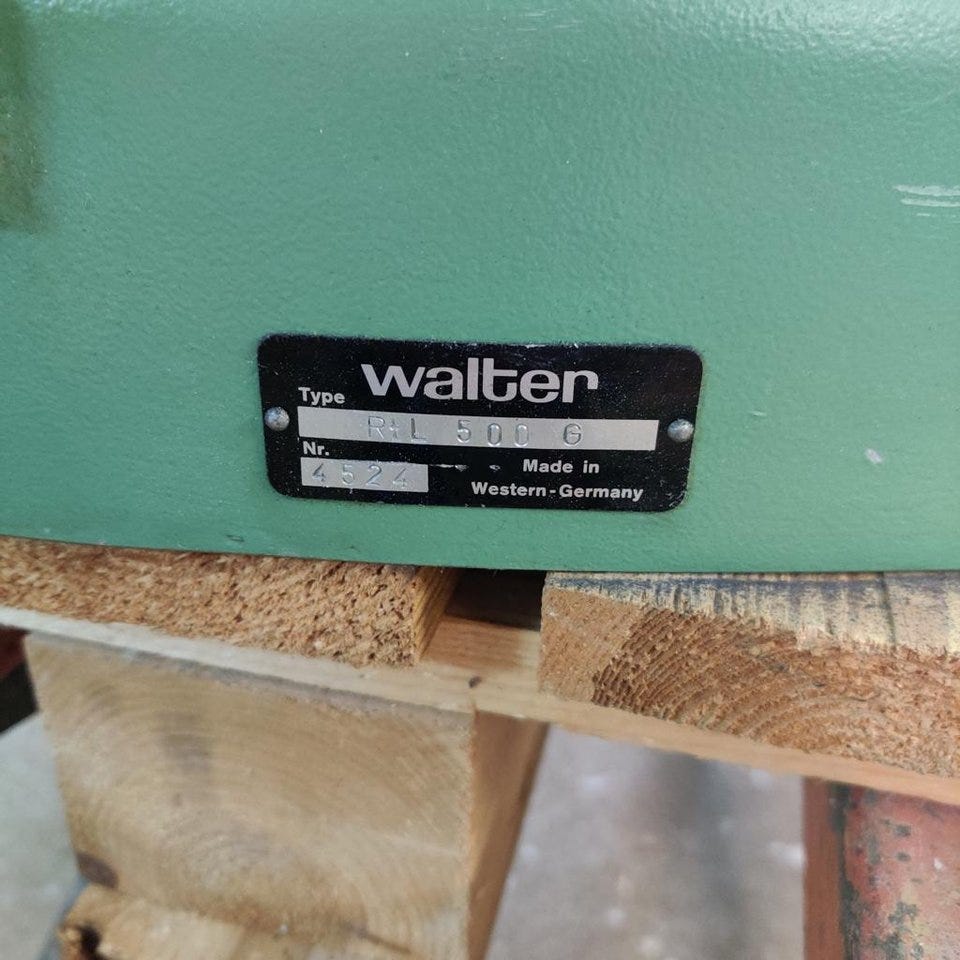 walter
Type
R+L 500 G
Nr.
4524
Made in
Western-Germany